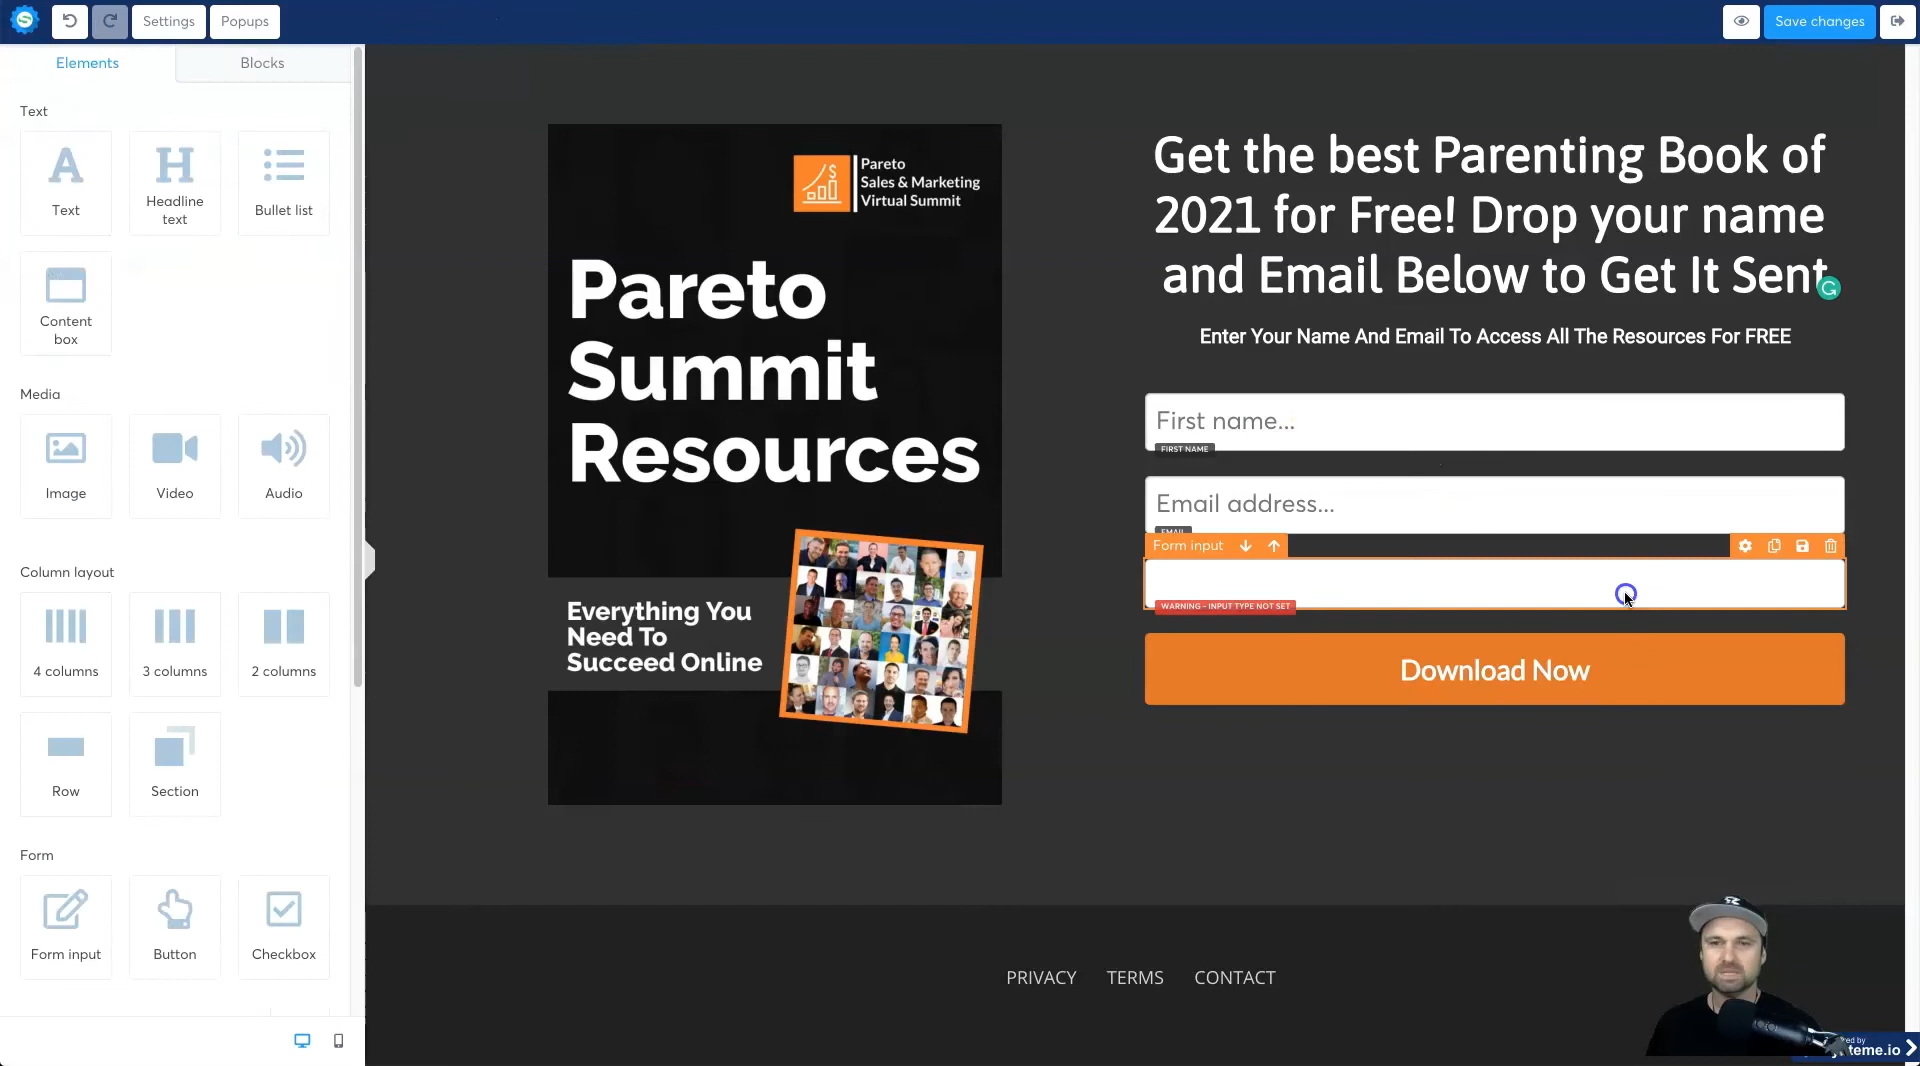 Settings
Popups
Save changes
Elements
Blocks
Text
Text
Headline
text
Bullet list
Content
box
Media
Image
Video
Audio
Column layout
4 columns
3 columns
2 columns
Row
Section
Form
Form input
Button
Checkbox
Pareto
Sales & Marketing
Virtual Summit
Pareto
Summit
Resources
Everything You
Need To
Succeed Online
Get the best Parenting Book of
2021 for Free! Drop your name
and Email Below to Get It Sent
Enter Your Name And Email To Access All The Resources For FREE
First name...
FIRST NAME
Email address...
EMAIL
Form input
WARNING - INPUT TYPE NOT SET
Download Now
PRIVACY
TERMS
CONTACT